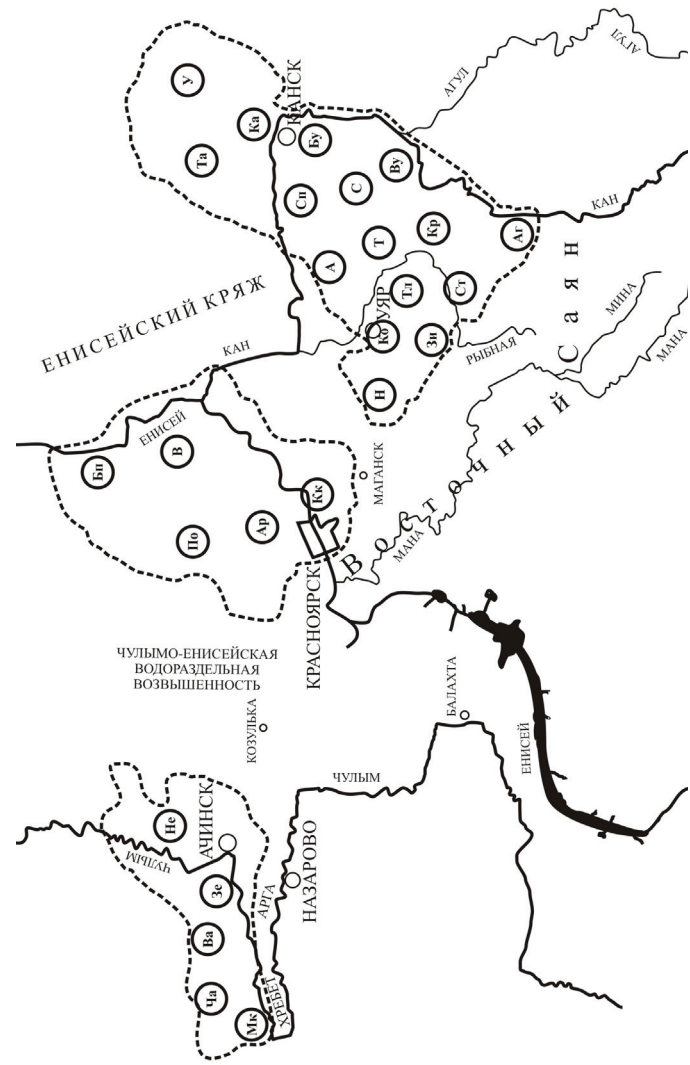 У
Та
Ка
КАНСК
Бу
Сп
С
Ву
АГУЛ
АГУЛ
ЕНИСЕЙСКИЙ КРЯЖ
А
Т
Кр
Аг
КАН
КАН
УЯР
Ко
Тл
Ст
Зи
Н
РЫБНАЯ
МИНА
МАНА
Восточный Саян
ЕНИСЕЙ
Бп
В
По
Ар
Кк
МАГАНСК
МАНА
КРАСНОЯРСК
ЧУЛЫМО-ЕНИСЕЙСКАЯ
ВОДОРАЗДЕЛЬНАЯ
ВОЗВЫШЕННОСТЬ
КОЗУЛЬКА
БАЛАХТА
ЕНИСЕЙ
ЧУЛЫМ
Не
АЧИНСК
ЧУЛЫМ
НАЗАРОВО
Зе
Ва
Ча
Мк
ХРЕБЕТ АРГА